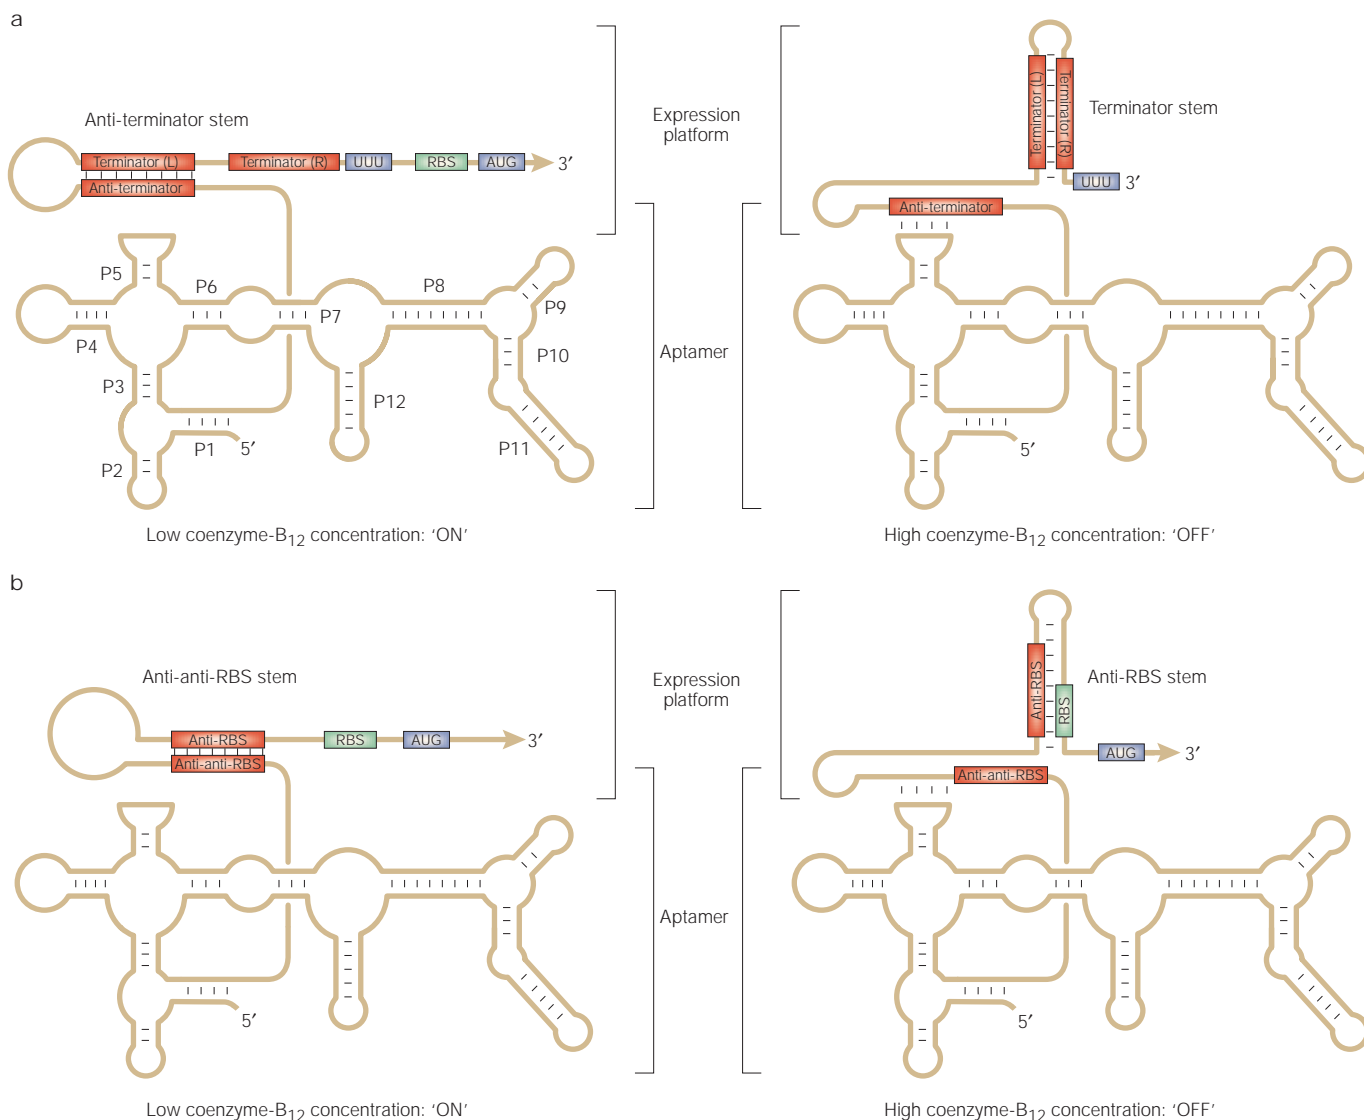 a
Anti-terminator stem
Terminator (L)
Terminator (R)
UUU
RBS
AUG
3′
Anti-terminator
P5
P6
P8
P9
P7
P4
P10
P3
P12
P1
5′
P11
P2
Low coenzyme-B12 concentration: ‘ON’
Expression
platform
Aptamer
Terminator (L)
Terminator (R)
Terminator stem
UUU
3′
Anti-terminator
5′
High coenzyme-B12 concentration: ‘OFF’
b
Anti-anti-RBS stem
Anti-RBS
RBS
AUG
3′
Anti-anti-RBS
5′
Low coenzyme-B12 concentration: ‘ON’
Expression
platform
Aptamer
Anti-RBS
RBS
Anti-RBS stem
AUG
3′
Anti-anti-RBS
5′
High coenzyme-B12 concentration: ‘OFF’